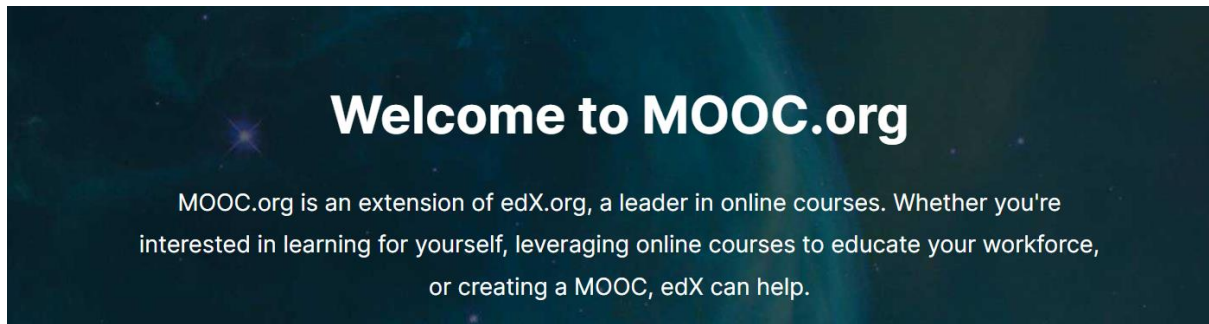 Welcome to MOOC.org
MOOC.org is an extension of edX.org, a leader in online courses. Whether you're
interested in learning for yourself, leveraging online courses to educate your workforce,
or creating a MOOC, edX can help.